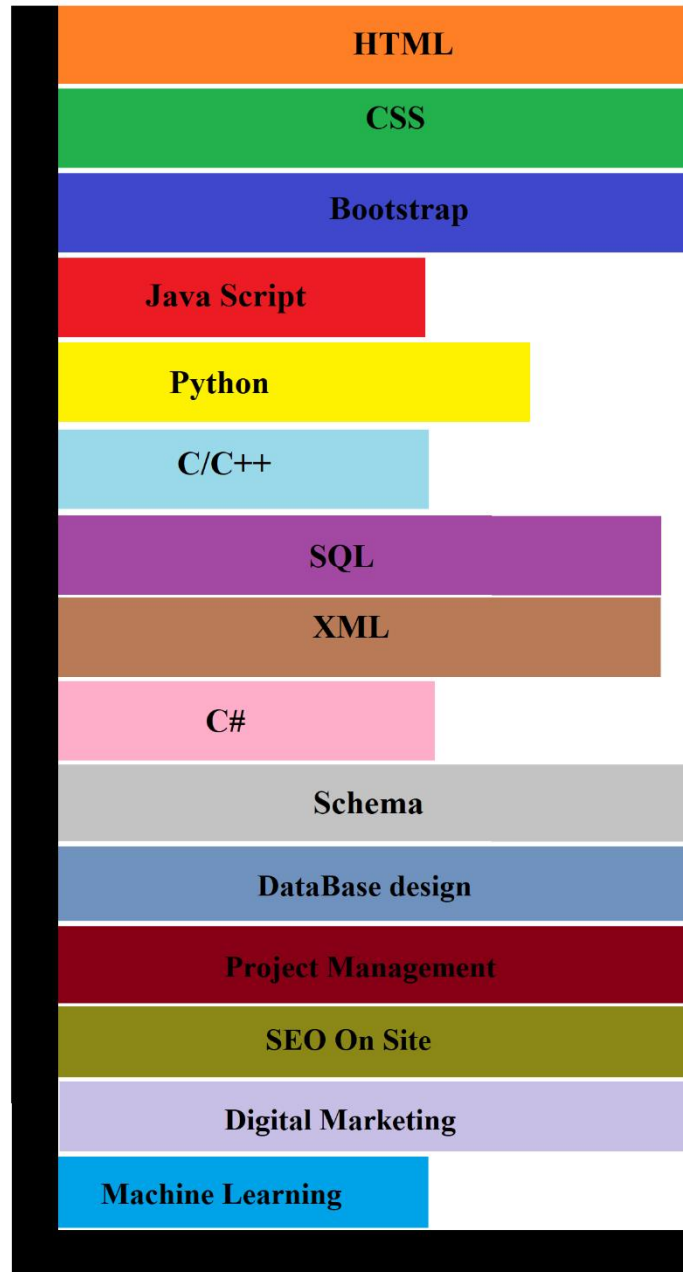 HTML
CSS
Bootstrap
Java Script
Python
C/C++
SQL
XML
C#
Schema
DataBase design
Project Management
SEO On Site
Digital Marketing
Machine Learning